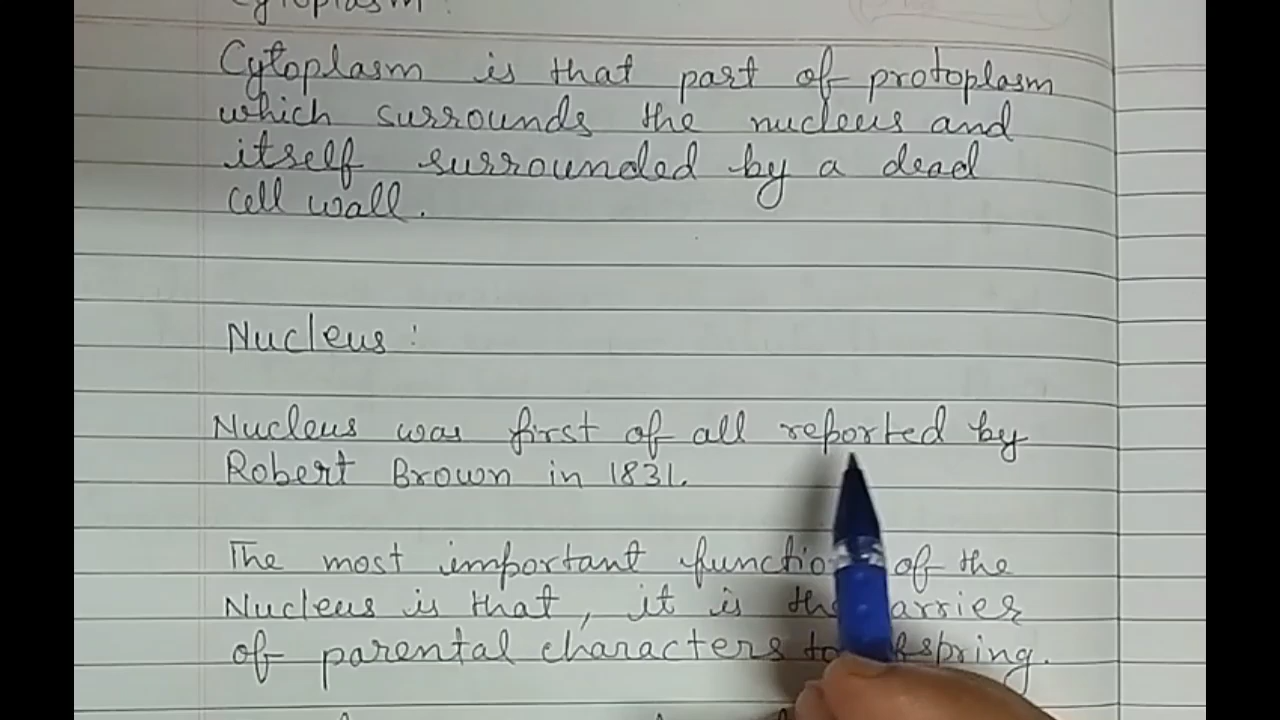 Cytoplasm :
Cytoplasm is that part of protoplasm
which surrounds the nucleus and
itself surrounded by a dead
cell wall.
Nucleus :
Nucleus was first of all reported by
Robert Brown in 1831.
The most important function of the
Nucleus is that, it is the carrier
of parental characters to offspring.